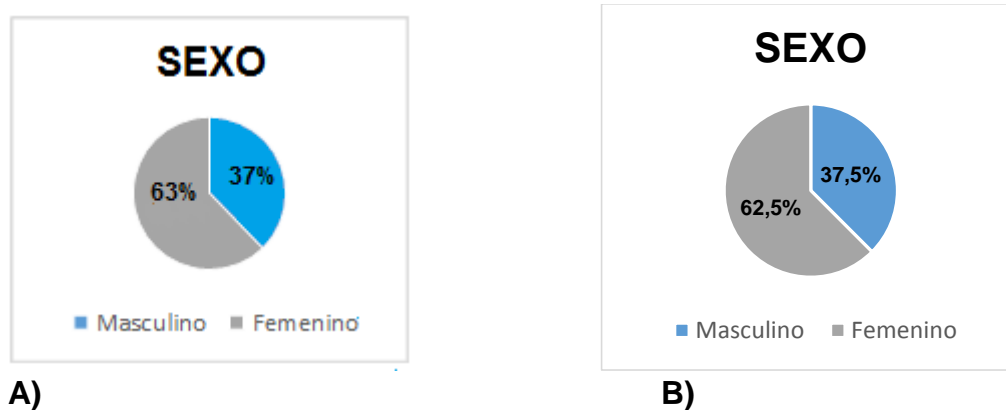 SEXO
37%
63%
Masculino Femenino
A)
SEXO
37,5%
62,5%
Masculino Femenino
B)